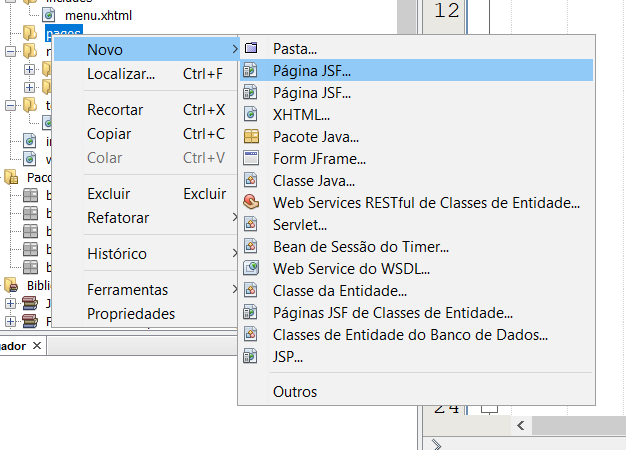 includes
menu.xhtml
pages
12
Novo
Localizar... Ctrl+F
Recortar Ctrl+X
Copiar Ctrl+C
Colar Ctrl+V
Excluir Excluir
Refatorar
Histórico
Ferramentas
Propriedades
Pasta...
Página JSF...
Página JSF...
XHTML...
Pacote Java...
Form JFrame...
Classe Java...
Web Services RESTful de Classes de Entidade...
Servlet...
Bean de Sessão do Timer...
Web Service do WSDL...
Classe da Entidade...
Páginas JSF de Classes de Entidade...
Classes de Entidade do Banco de Dados...
JSP...
Outros
Paco
b
b
b
b
Bibli
gador
24